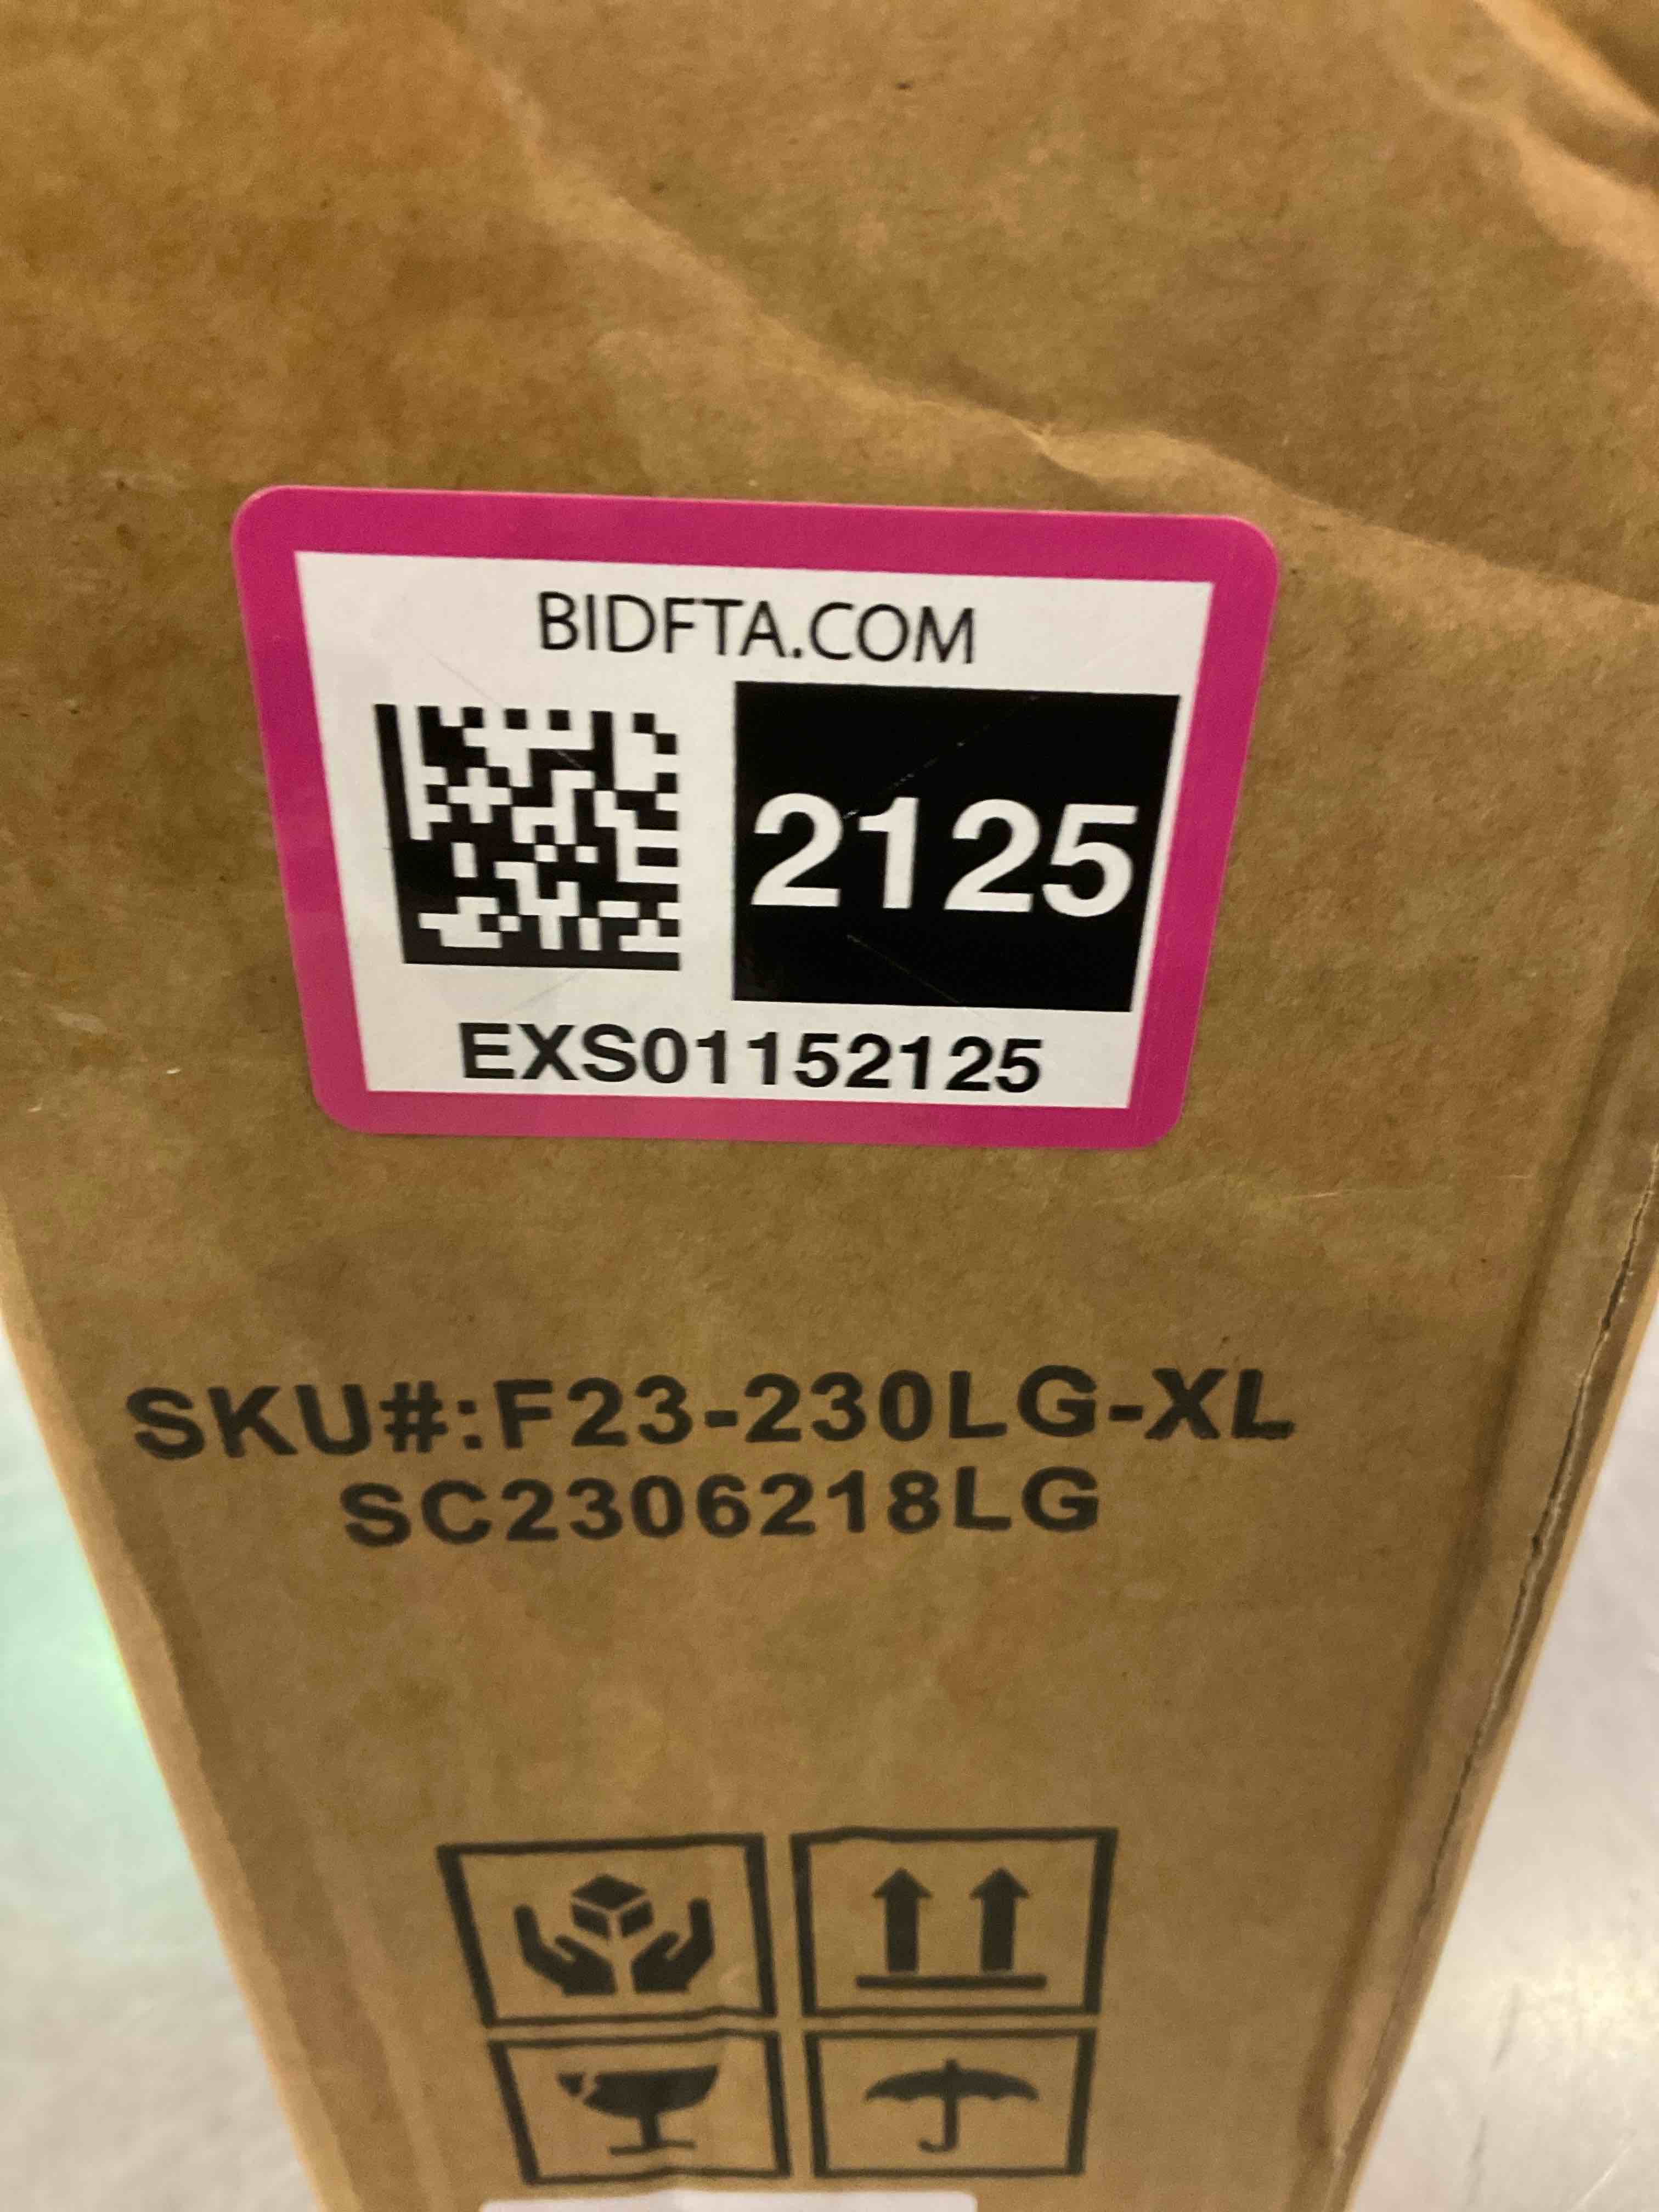 BIDFTA.COM
2125
EXS01152125
SKU#:F23-230LG-XL
SC2306218LG